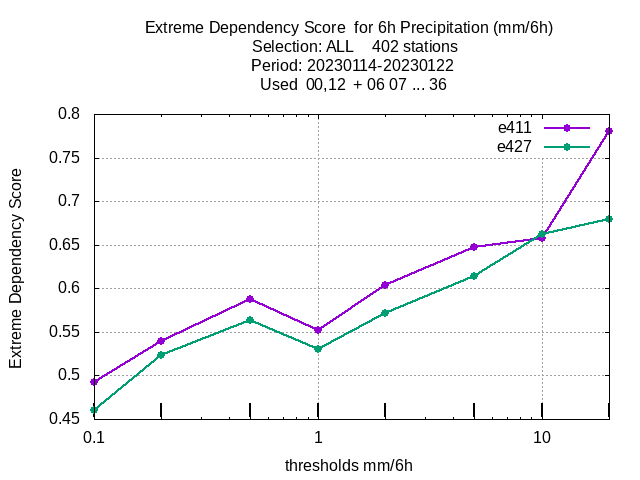 Extreme Dependency Score  for 6h Precipitation (mm/6h)
Selection: ALL    402 stations
Period: 20230114-20230122
Used  00,12  + 06 07 ... 36
e411
e427
Extreme Dependency Score
0.8
0.75
0.7
0.65
0.6
0.55
0.5
0.45
0.1
1
10
thresholds mm/6h